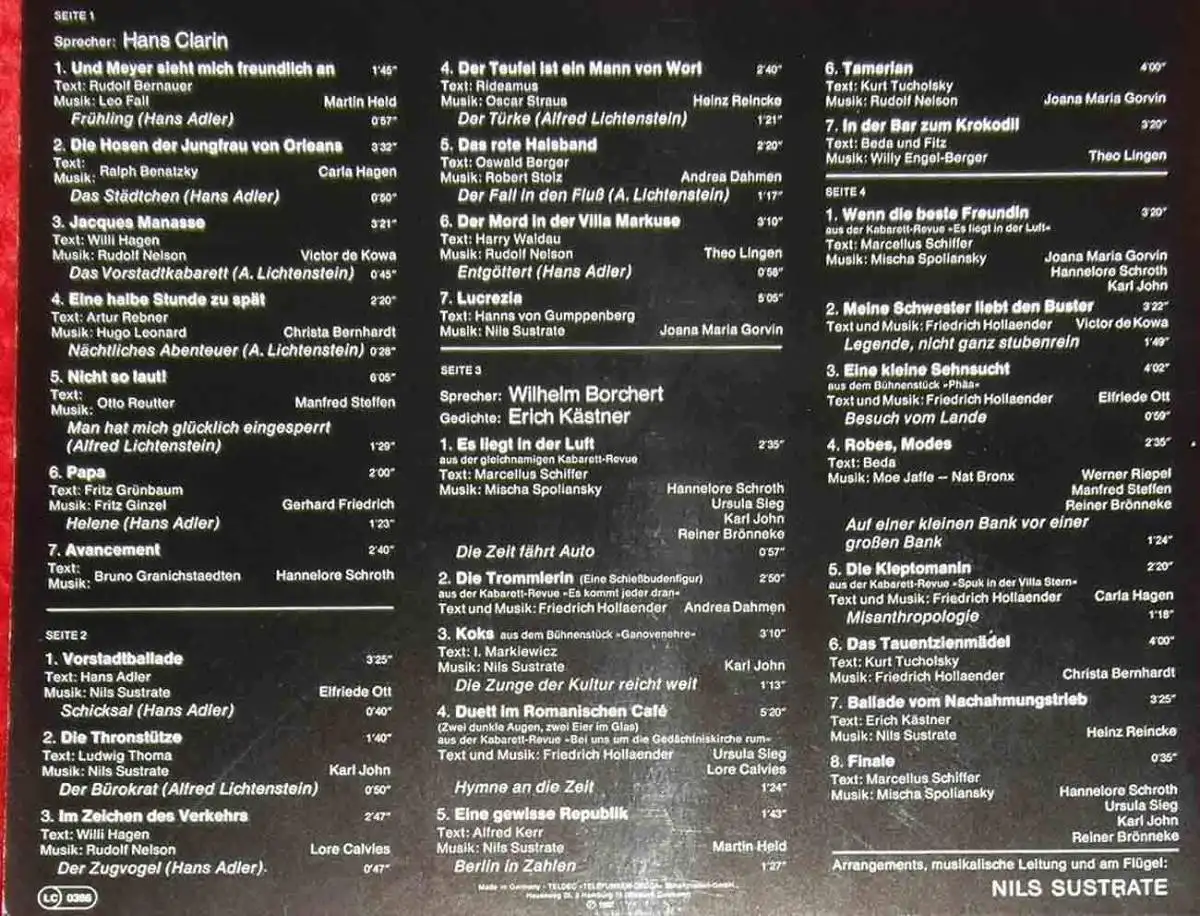 SEITE 1
Sprecher: Hans Clarin
1. Und Meyer sieht mich freundlich an 1'45"
Text: Rudolf Bernauer
Musik: Leo Fall Martin Held
Frühling (Hans Adler) 0'57"
2. Die Hosen der Jungfrau von Orleans 3'32"
Text:
Musik: Ralph Benatzky Carla Hagen
Das Städtchen (Hans Adler) 0'50"
3. Jacques Manasse 3'21"
Text: Willi Hagen
Musik: Rudolf Nelson Victor de Kowa
Das Vorstadtkabarett (A. Lichtenstein) 0'45"
4. Eine halbe Stunde zu spät 2'20"
Text: Artur Rebner
Musik: Hugo Leonard Christa Bernhardt
Nächtliches Abenteuer (A. Lichtenstein) 0'28"
5. Nicht so laut! 6'05"
Text:
Musik: Otto Reutter Manfred Steffen
Man hat mich glücklich eingesperrt
(Alfred Lichtenstein) 1'29"
6. Papa 2'00"
Text: Fritz Grünbaum
Musik: Fritz Ginzel Gerhard Friedrich
Helene (Hans Adler) 1'23"
7. Avancement 2'40"
Text:
Musik: Bruno Granichstaedten Hannelore Schroth
SEITE 2
1. Vorstadtballade 3'25"
Text: Hans Adler
Musik: Nils Sustrate Elfriede Ott
Schicksal (Hans Adler) 0'40"
2. Die Thronstütze 1'40"
Text: Ludwig Thoma
Musik: Nils Sustrate Karl John
Der Bürokrat (Alfred Lichtenstein) 0'50"
3. Im Zeichen des Verkehrs 2'47"
Text: Willi Hagen
Musik: Rudolf Nelson Lore Calvies
Der Zugvogel (Hans Adler). 0'47"
LC 0366
4. Der Teufel ist ein Mann von Wort 2'40"
Text: Rideamus
Musik: Oscar Straus Heinz Reincke
Der Türke (Alfred Lichtenstein) 1'21"
5. Das rote Halsband 2'20"
Text: Oswald Berger
Musik: Robert Stolz Andrea Dahmen
Der Fall in den Fluß (A. Lichtenstein) 1'17"
6. Der Mord in der Villa Markuse 3'10"
Text: Harry Waldau
Musik: Rudolf Nelson Theo Lingen
Entgöttert (Hans Adler) 0'56"
7. Lucrezia 5'05"
Text: Hanns von Gumppenberg
Musik: Nils Sustrate Joana Maria Gorvin
SEITE 3
Sprecher: Wilhelm Borchert
Gedichte: Erich Kästner
1. Es liegt in der Luft 2'35"
aus der gleichnamigen Kabarett-Revue
Text: Marcellus Schiffer
Musik: Mischa Spoliansky Hannelore Schroth
Ursula Sieg
Karl John
Reiner Brönneke
Die Zeit fährt Auto 0'57"
2. Die Trommlerin (Eine Schießbudenfigur) 2'50"
aus der Kabarett-Revue »Es kommt jeder dran«
Text und Musik: Friedrich Hollaender Andrea Dahmen
3. Koks aus dem Bühnenstück »Ganovenehre« 3'10"
Text: I. Markiewicz
Musik: Nils Sustrate Karl John
Die Zunge der Kultur reicht weit 1'13"
4. Duett im Romanischen Café 5'20"
(Zwei dunkle Augen, zwei Eier im Glas)
aus der Kabarett-Revue »Bei uns um die Gedächniskirche rum«
Text und Musik: Friedrich Hollaender Ursula Sieg
Lore Calvies
Hymne an die Zeit 1'24"
5. Eine gewisse Republik 1'43"
Text: Alfred Kerr
Musik: Nils Sustrate Martin Held
Berlin in Zahlen 1'27"
Made in Germany - TELDEC »TELEFUNKEN-DECCA«
6. Tamerlan 4'00"
Text: Kurt Tucholsky
Musik: Rudolf Nelson Joana Maria Gorvin
7. In der Bar zum Krokodil 3'20"
Text: Beda und Fitz
Musik: Willy Engel-Berger Theo Lingen
SEITE 4
1. Wenn die beste Freundin 3'20"
aus der Kabarett-Revue »Es liegt in der Luft«
Text: Marcellus Schiffer
Musik: Mischa Spoliansky Joana Maria Gorvin
Hannelore Schroth
Karl John
2. Meine Schwester liebt den Buster 3'22"
Text und Musik: Friedrich Hollaender Victor de Kowa
Legende, nicht ganz stubenrein 1'49"
3. Eine kleine Sehnsucht 4'02"
aus dem Bühnenstück »Phäa«
Text und Musik: Friedrich Hollaender Elfriede Ott
Besuch vom Lande 0'59"
4. Robes, Modes 2'35"
Text: Beda
Musik: Moe Jaffe – Nat Bronx Werner Riepel
Manfred Steffen
Reiner Brönneke
Auf einer kleinen Bank vor einer
großen Bank 1'24"
5. Die Kleptomanin 2'20"
aus der Kabarett-Revue »Spuk in der Villa Stern«
Text und Musik: Friedrich Hollaender Carla Hagen
Misanthropologie 1'18"
6. Das Tauentzienmädel 4'00"
Text: Kurt Tucholsky
Musik: Friedrich Hollaender Christa Bernhardt
7. Ballade vom Nachahmungstrieb 3'25"
Text: Erich Kästner
Musik: Nils Sustrate Heinz Reincke
8. Finale 0'35"
Text: Marcellus Schiffer
Musik: Mischa Spoliansky Hannelore Schroth
Ursula Sieg
Karl John
Reiner Brönneke
Arrangements, musikalische Leitung und am Flügel:
NILS SUSTRATE